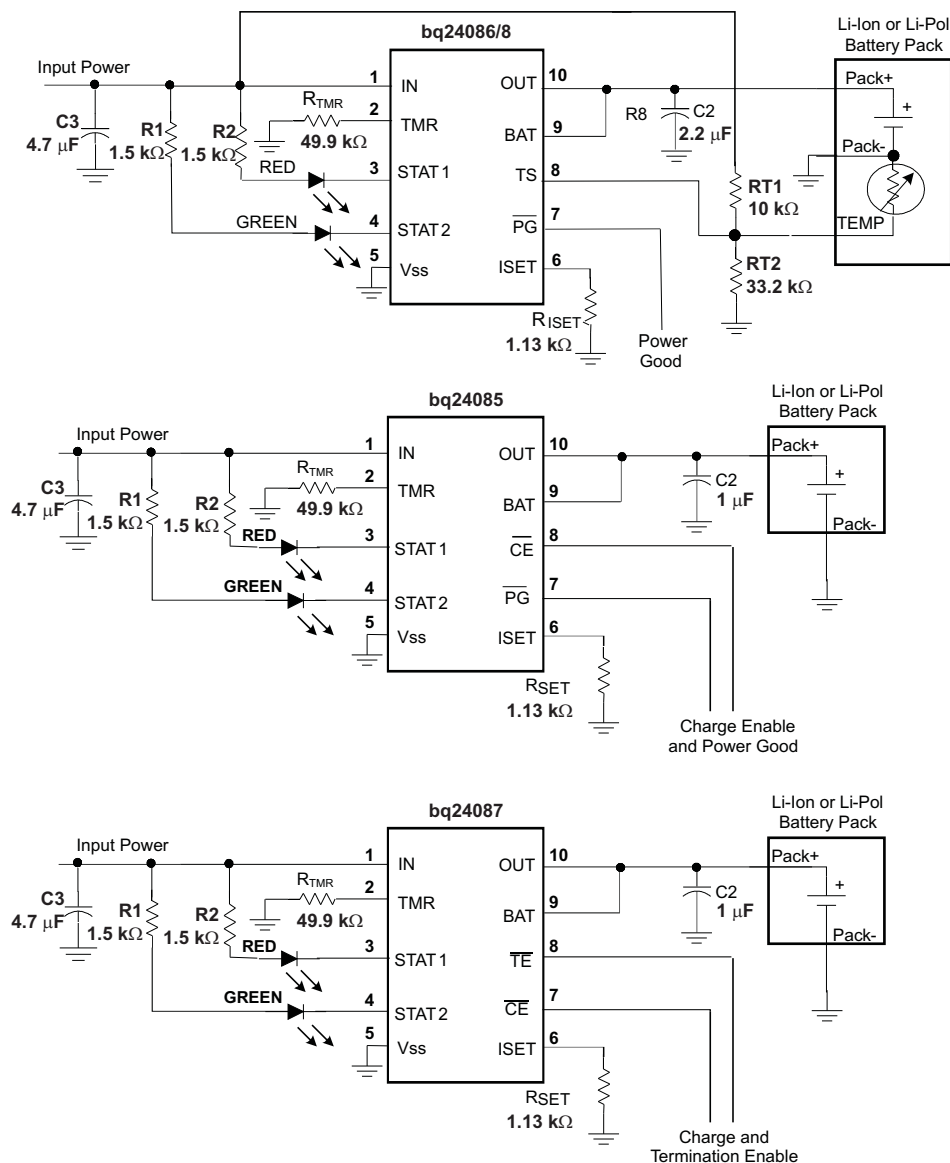 bq24086/8
Li-Ion or Li-Pol
Battery Pack
Input Power
1
IN
OUT
10
Pack+
C3
4.7 μF
R1
1.5 kΩ
R2
1.5 kΩ
RTMR
49.9 kΩ
2
TMR
BAT
9
R8
C2
2.2 μF
+
Pack-
RED
3
STAT1
TS
8
RT1
10 kΩ
TEMP
GREEN
4
STAT2
PG
7
5
Vss
ISET
6
RT2
33.2 kΩ
RISET
1.13 kΩ
Power
Good
bq24085
Li-Ion or Li-Pol
Battery Pack
Input Power
1
IN
OUT
10
Pack+
C3
4.7 μF
R1
1.5 kΩ
R2
1.5 kΩ
RTMR
49.9 kΩ
2
TMR
BAT
9
C2
1 μF
+
Pack-
RED
3
STAT1
CE
8
GREEN
4
STAT2
PG
7
5
Vss
ISET
6
RSET
1.13 kΩ
Charge Enable
and Power Good
bq24087
Li-Ion or Li-Pol
Battery Pack
Input Power
1
IN
OUT
10
Pack+
C3
4.7 μF
R1
1.5 kΩ
R2
1.5 kΩ
RTMR
49.9 kΩ
2
TMR
BAT
9
C2
1 μF
+
Pack-
RED
3
STAT1
TE
8
GREEN
4
STAT2
CE
7
5
Vss
ISET
6
RSET
1.13 kΩ
Charge and
Termination Enable